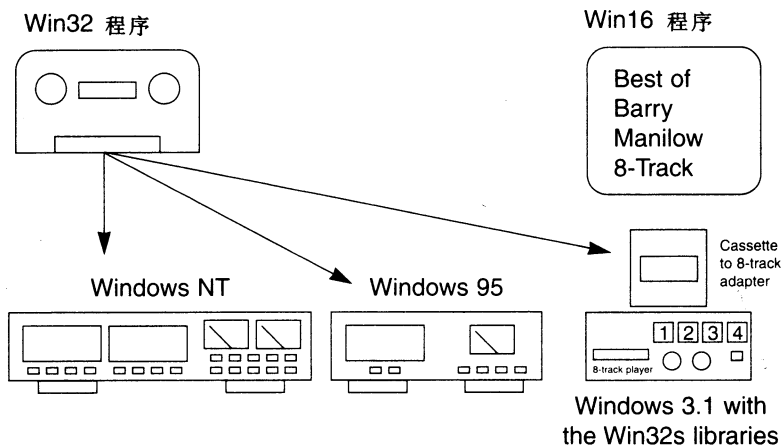 Win32 程序
Win16 程序
Best of
Barry
Manilow
8-Track
Cassette
to 8-track
adapter
Windows NT
Windows 95
1 2 3 4
8-track player
Windows 3.1 with
the Win32s libraries